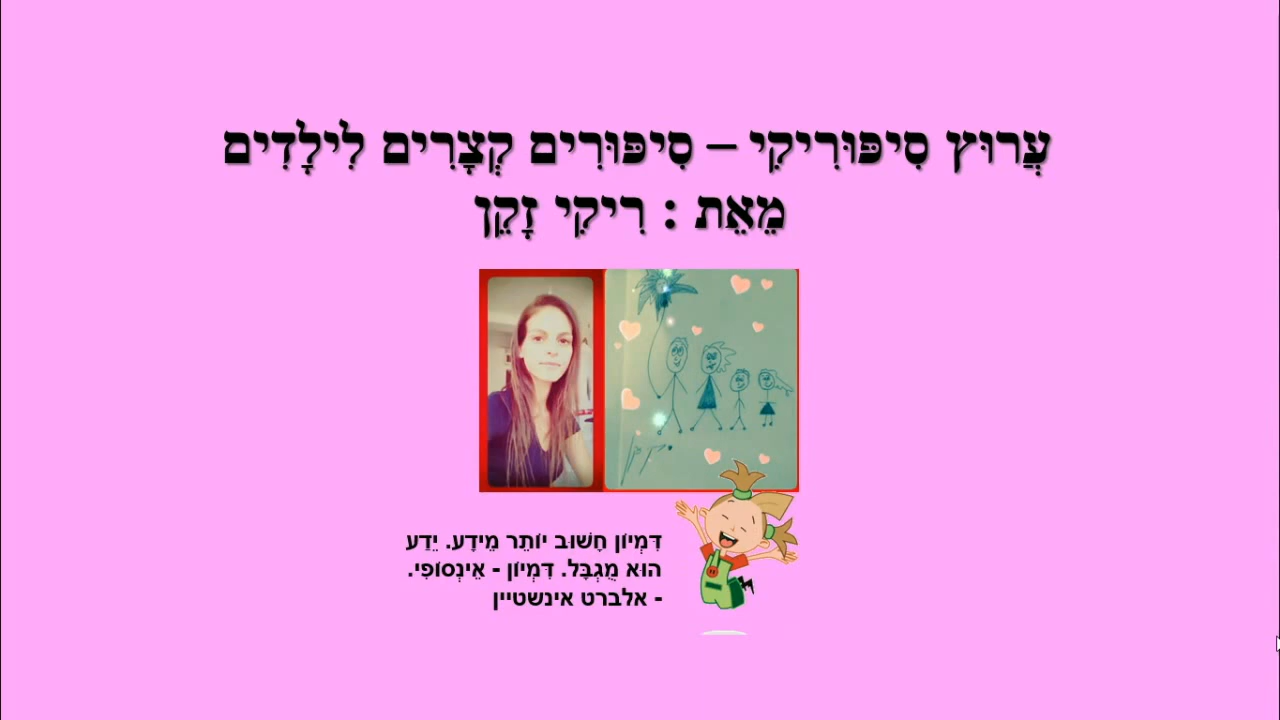 עֲרוּץ סִיפּוּרִיקִי – סִיפּוּרִים קְצָרִים לִילָדִים
מֵאֵת : רִיקִי זָקֵן
דִּמְיוֹן חָשׁוּב יוֹתֵר מֵידָע. יֵדַע
הוּא מֻגְבָּל. דִּמְיוֹן - אֵינְסוֹפִי.
- אלברט אינשטיין